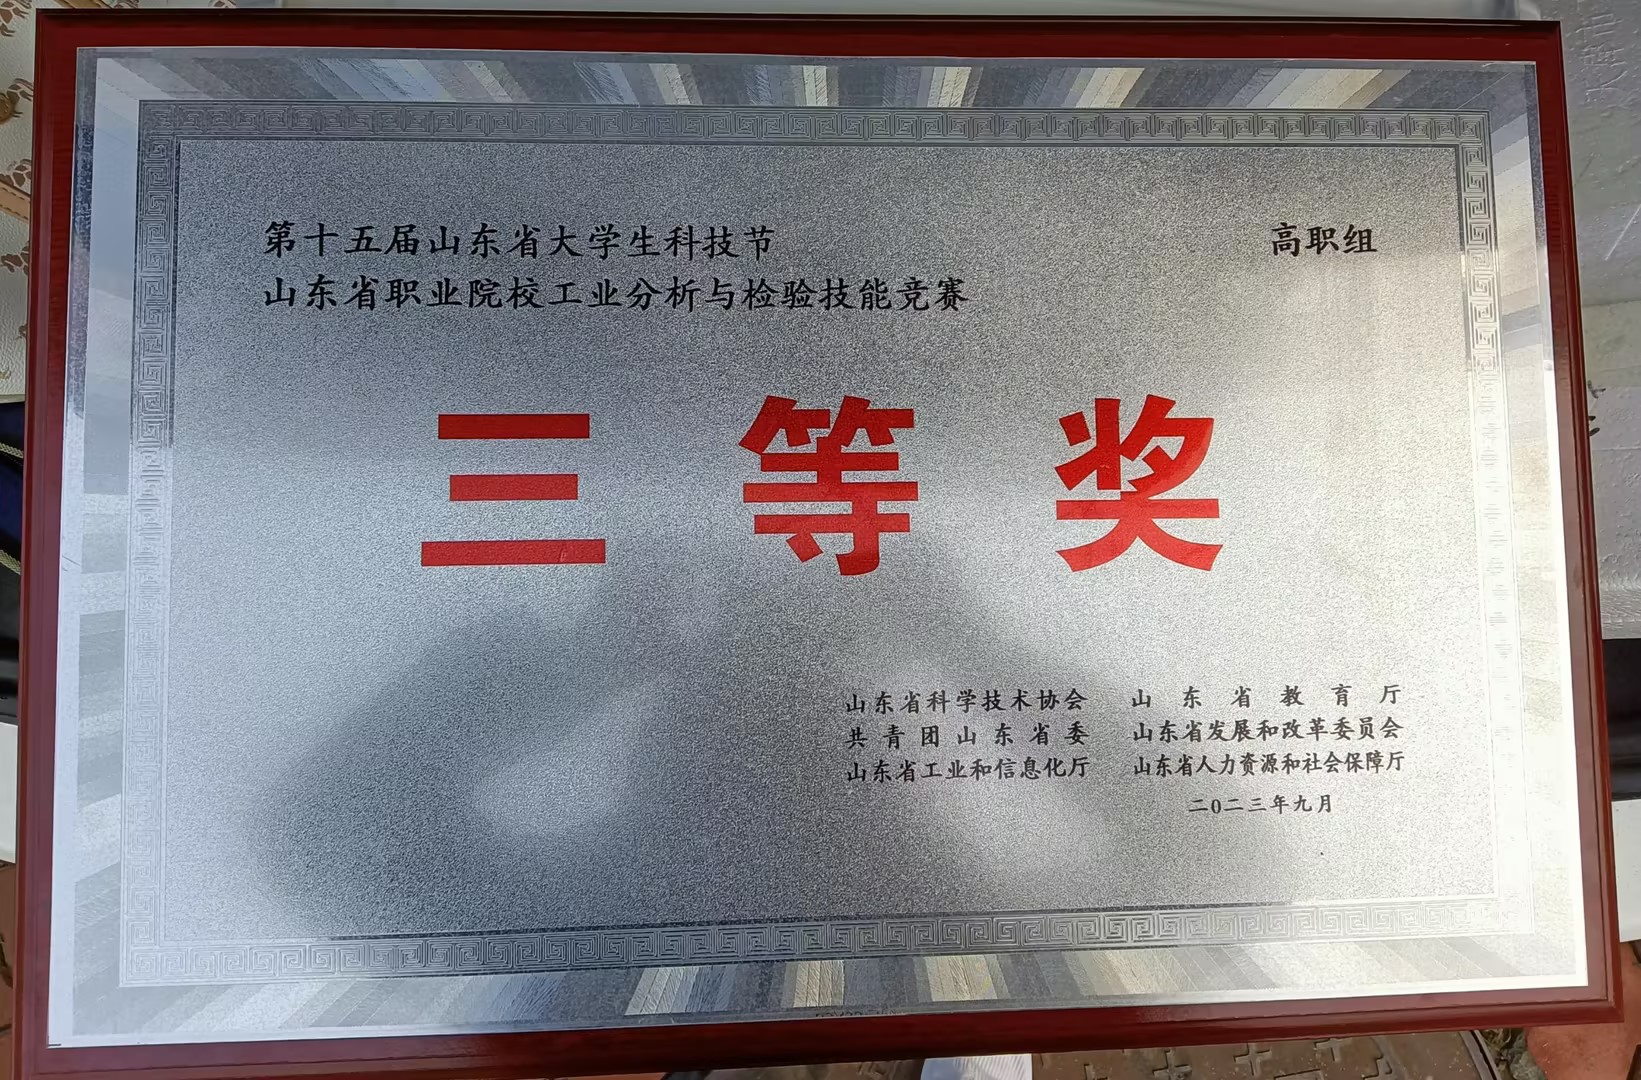 第十五届山东省大学生科技节
高职组
山东省职业院校工业分析与检验技能竞赛
三等奖
山东省科学技术协会 山东省教育厅
共青团山东省委 山东省发展和改革委员会
山东省工业和信息化厅 山东省人力资源和社会保障厅
二0二三年九月